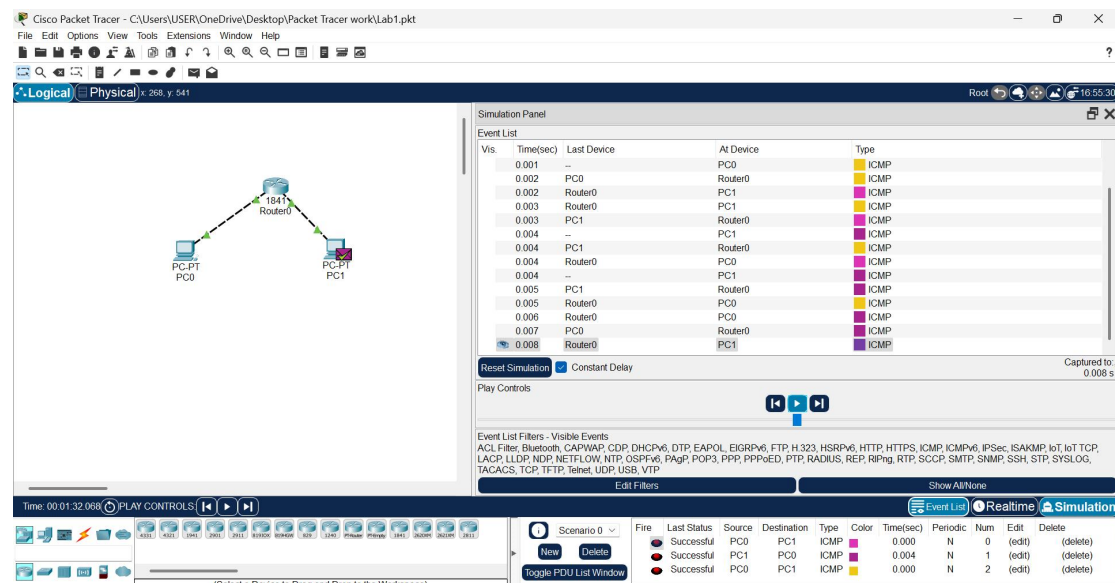 Cisco Packet Tracer - C:\Users\USER\OneDrive\Desktop\Packet Tracer work\Lab1.pkt
File Edit Options View Tools Extensions Window Help
?
Logical Physical x: 268, y: 541 Root 16:55:30
Simulation Panel
Event List
Vis. Time(sec) Last Device At Device Type
0.001 -- PC0 ICMP
0.002 PC0 Router0 ICMP
0.002 Router0 PC1 ICMP
0.003 Router0 PC1 ICMP
0.003 PC1 Router0 ICMP
0.004 -- PC1 ICMP
0.004 PC1 Router0 ICMP
0.004 Router0 PC0 ICMP
0.004 -- PC1 ICMP
0.005 PC1 Router0 ICMP
0.005 Router0 PC0 ICMP
0.006 Router0 PC0 ICMP
0.007 PC0 Router0 ICMP
0.008 Router0 PC1 ICMP
1841
Router0
PC-PT
PC0
PC-PT
PC1
Reset Simulation Constant Delay Captured to:
0.008 s
Play Controls
Event List Filters - Visible Events
ACL Filter, Bluetooth, CAPWAP, CDP, DHCPv6, DTP, EAPOL, EIGRPv6, FTP, H.323, HSRPv6, HTTP, HTTPS, ICMP, ICMPv6, IPSec, ISAKMP, IoT, IoT TCP,
LACP, LLDP, NDP, NETFLOW, NTP, OSPFv6, PAgP, POP3, PPP, PPPoED, PTP, RADIUS, REP, RIPng, RTP, SCCP, SMTP, SNMP, SSH, STP, SYSLOG,
TACACS, TCP, TFTP, Telnet, UDP, USB, VTP
Edit Filters Show All/None
Time: 00:01:32.068 PLAY CONTROLS: Event List Realtime Simulation
4331 4321 1941 2901 2911 819IOX 819HGW 829 1240 PT-Router PT-Empty 1841 2620XM 2621XM 2811
Scenario 0
New Delete
Toggle PDU List Window
Fire Last Status Source Destination Type Color Time(sec) Periodic Num Edit Delete
Successful PC0 PC1 ICMP 0.000 N 0 (edit) (delete)
Successful PC1 PC0 ICMP 0.004 N 1 (edit) (delete)
Successful PC0 PC1 ICMP 0.000 N 2 (edit) (delete)